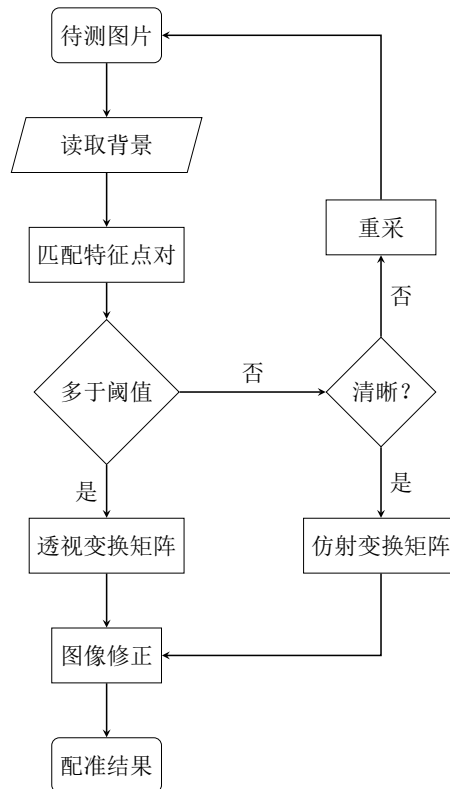 待测图片
读取背景
重采
匹配特征点对
否
否
多于阈值
清晰？
是
是
透视变换矩阵
仿射变换矩阵
图像修正
配准结果